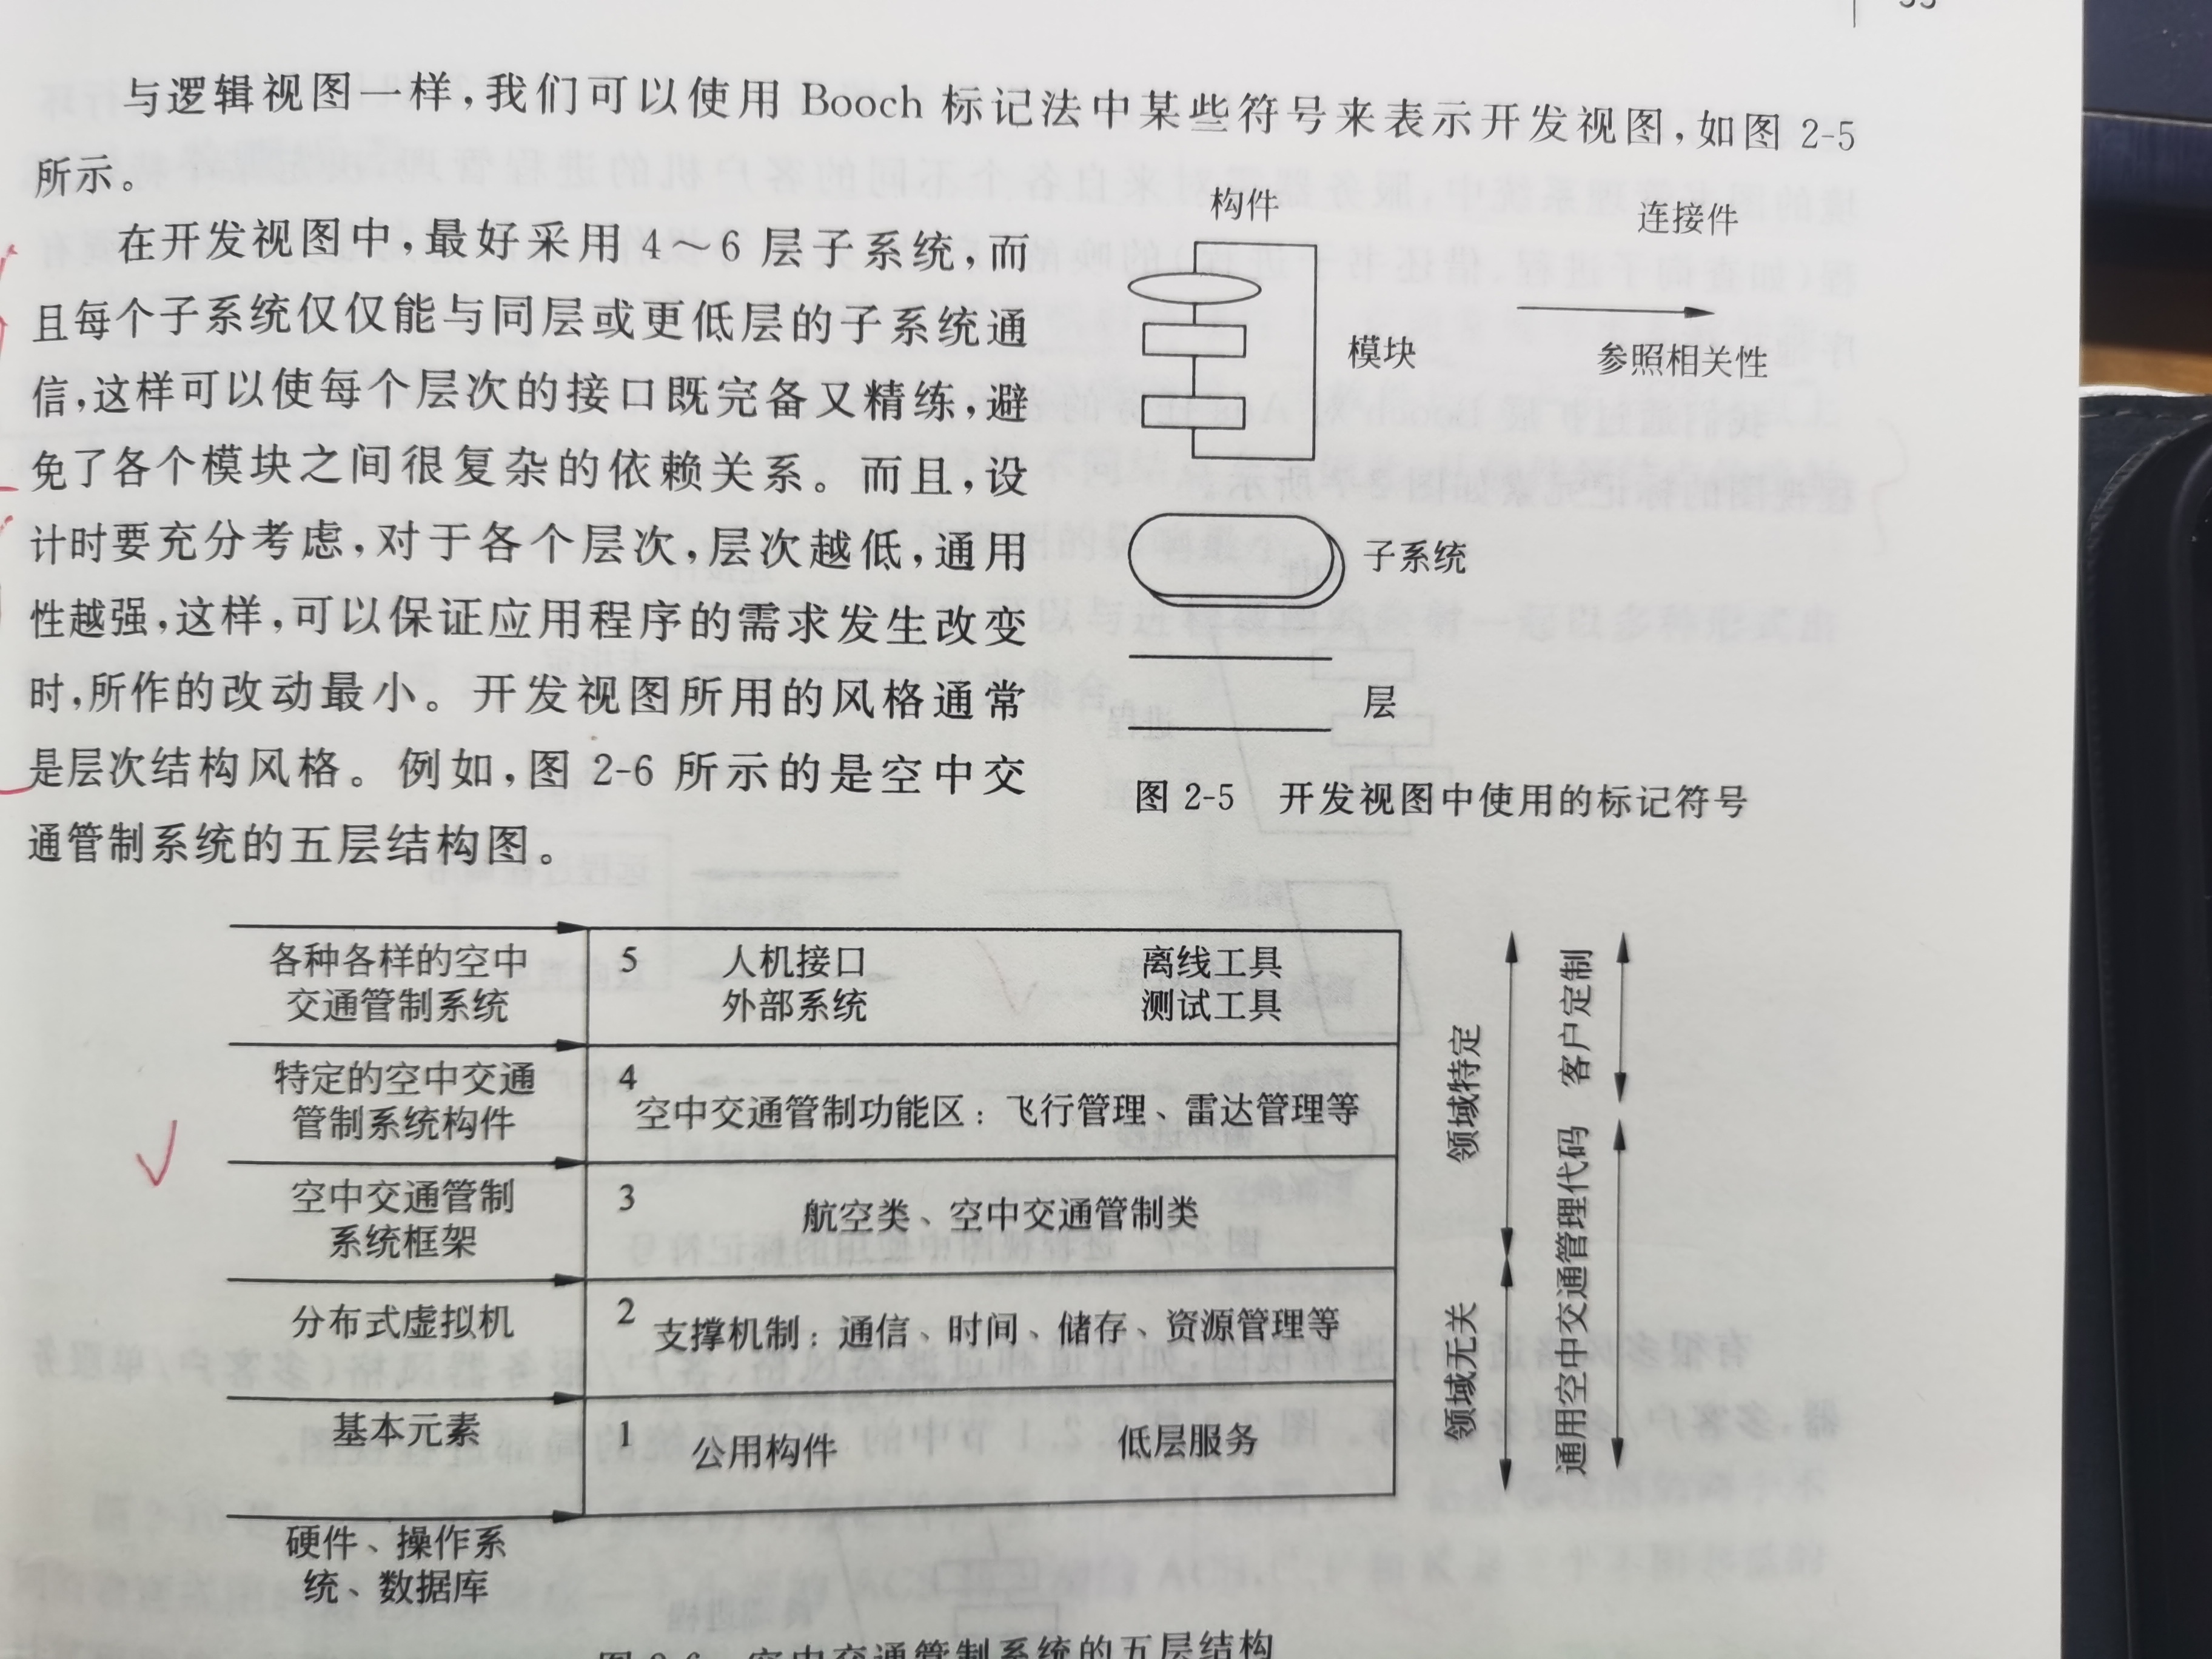 与逻辑视图一样,我们可以使用 Booch 标记法中某些符号来表示开发视图,如图 2-5
所示。
在开发视图中,最好采用 4～6 层子系统,而
且每个子系统仅仅能与同层或更低层的子系统通
信,这样可以使每个层次的接口既完备又精练,避
免了各个模块之间很复杂的依赖关系。而且,设
计时要充分考虑,对于各个层次,层次越低,通用
性越强,这样,可以保证应用程序的需求发生改变
时,所作的改动最小。开发视图所用的风格通常
是层次结构风格。例如,图 2-6 所示的是空中交
通管制系统的五层结构图。
构件
连接件
模块
参照相关性
子系统
层
图 2-5 开发视图中使用的标记符号
各种各样的空中
交通管制系统
5 人机接口 离线工具
外部系统 测试工具
特定的空中交通
管制系统构件
4
空中交通管制功能区：飞行管理、雷达管理等
空中交通管制
系统框架
3
航空类、空中交通管制类
分布式虚拟机
2
支撑机制：通信、时间、储存、资源管理等
基本元素
1
公用构件 低层服务
硬件、操作系
统、数据库
领域特定
领域无关
客户定制
通用空中交通管理代码
图 2-6 空中交通管制系统的五层结构